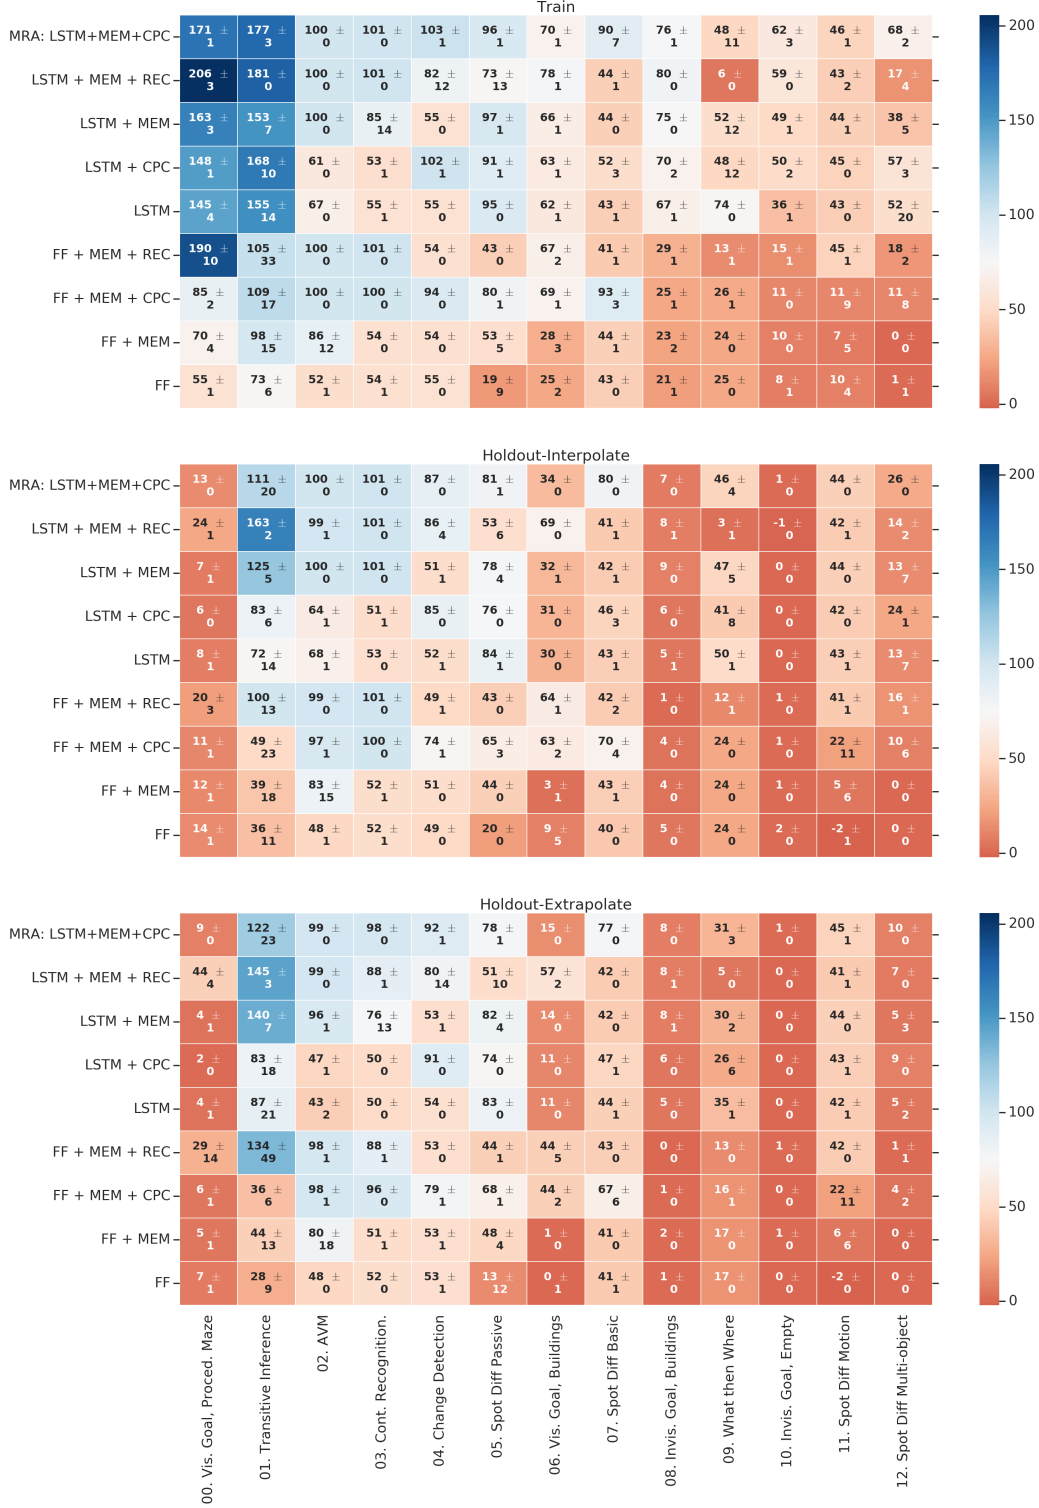 Train
MRA: LSTM+MEM+CPC 171 ± 1 177 ± 3 100 ± 0 101 ± 0 103 ± 1 96 ± 1 70 ± 1 90 ± 7 76 ± 1 48 ± 11 62 ± 3 46 ± 1 68 ± 2
LSTM + MEM + REC 206 ± 3 181 ± 0 100 ± 0 101 ± 0 82 ± 12 73 ± 13 78 ± 1 44 ± 1 80 ± 0 6 ± 0 59 ± 0 43 ± 2 17 ± 4
LSTM + MEM 163 ± 3 153 ± 7 100 ± 0 85 ± 14 55 ± 0 97 ± 1 66 ± 1 44 ± 0 75 ± 0 52 ± 12 49 ± 1 44 ± 1 38 ± 5
LSTM + CPC 148 ± 1 168 ± 10 61 ± 0 53 ± 1 102 ± 1 91 ± 1 63 ± 1 52 ± 3 70 ± 2 48 ± 12 50 ± 2 45 ± 0 57 ± 3
LSTM 145 ± 4 155 ± 14 67 ± 0 55 ± 1 55 ± 0 95 ± 0 62 ± 1 43 ± 1 67 ± 1 74 ± 0 36 ± 1 43 ± 0 52 ± 20
FF + MEM + REC 190 ± 10 105 ± 33 100 ± 0 101 ± 0 54 ± 0 43 ± 0 67 ± 2 41 ± 1 29 ± 1 13 ± 1 15 ± 1 45 ± 1 18 ± 2
FF + MEM + CPC 85 ± 2 109 ± 17 100 ± 0 100 ± 0 94 ± 0 80 ± 1 69 ± 1 93 ± 3 25 ± 1 26 ± 1 11 ± 0 11 ± 9 11 ± 8
FF + MEM 70 ± 4 98 ± 15 86 ± 12 54 ± 0 54 ± 0 53 ± 5 28 ± 3 44 ± 1 23 ± 2 24 ± 0 10 ± 0 7 ± 5 0 ± 0
FF 55 ± 1 73 ± 6 52 ± 1 54 ± 1 55 ± 0 19 ± 9 25 ± 2 43 ± 0 21 ± 1 25 ± 0 8 ± 1 10 ± 4 1 ± 1
200
150
100
50
0
Holdout-Interpolate
MRA: LSTM+MEM+CPC 13 ± 0 111 ± 20 100 ± 0 101 ± 0 87 ± 0 81 ± 1 34 ± 0 80 ± 0 7 ± 0 46 ± 4 1 ± 0 44 ± 0 26 ± 0
LSTM + MEM + REC 24 ± 1 163 ± 2 99 ± 1 101 ± 0 86 ± 4 53 ± 6 69 ± 0 41 ± 1 8 ± 1 3 ± 1 -1 ± 0 42 ± 1 14 ± 2
LSTM + MEM 7 ± 1 125 ± 5 100 ± 0 101 ± 0 51 ± 1 78 ± 4 32 ± 1 42 ± 1 9 ± 0 47 ± 5 0 ± 0 44 ± 0 13 ± 7
LSTM + CPC 6 ± 0 83 ± 6 64 ± 1 51 ± 1 85 ± 0 76 ± 0 31 ± 0 46 ± 3 6 ± 0 41 ± 8 0 ± 0 42 ± 0 24 ± 1
LSTM 8 ± 1 72 ± 14 68 ± 1 53 ± 0 52 ± 1 84 ± 1 30 ± 0 43 ± 1 5 ± 1 50 ± 1 0 ± 0 43 ± 1 13 ± 7
FF + MEM + REC 20 ± 3 100 ± 13 99 ± 0 101 ± 0 49 ± 1 43 ± 0 64 ± 1 42 ± 2 1 ± 0 12 ± 1 1 ± 0 41 ± 1 16 ± 1
FF + MEM + CPC 11 ± 1 49 ± 23 97 ± 1 100 ± 0 74 ± 1 65 ± 3 63 ± 2 70 ± 4 4 ± 0 24 ± 0 1 ± 0 22 ± 11 10 ± 6
FF + MEM 12 ± 1 39 ± 18 83 ± 15 52 ± 1 51 ± 0 44 ± 0 3 ± 1 43 ± 1 4 ± 0 24 ± 0 1 ± 0 5 ± 6 0 ± 0
FF 14 ± 1 36 ± 11 48 ± 1 52 ± 1 49 ± 0 20 ± 0 9 ± 5 40 ± 0 5 ± 0 24 ± 0 2 ± 0 -2 ± 1 0 ± 0
200
150
100
50
0
Holdout-Extrapolate
MRA: LSTM+MEM+CPC 9 ± 0 122 ± 23 99 ± 0 98 ± 0 92 ± 1 78 ± 1 15 ± 0 77 ± 0 8 ± 0 31 ± 3 1 ± 0 45 ± 1 10 ± 0
LSTM + MEM + REC 44 ± 4 145 ± 3 99 ± 0 88 ± 1 80 ± 14 51 ± 10 57 ± 2 42 ± 0 8 ± 1 5 ± 0 0 ± 0 41 ± 1 7 ± 0
LSTM + MEM 4 ± 1 140 ± 7 96 ± 1 76 ± 13 53 ± 1 82 ± 4 14 ± 0 42 ± 0 8 ± 1 30 ± 2 0 ± 0 44 ± 0 5 ± 3
LSTM + CPC 2 ± 0 83 ± 18 47 ± 1 50 ± 0 91 ± 0 74 ± 0 11 ± 0 47 ± 1 6 ± 0 26 ± 6 0 ± 0 43 ± 1 9 ± 0
LSTM 4 ± 1 87 ± 21 43 ± 2 50 ± 0 54 ± 0 83 ± 0 11 ± 0 44 ± 1 5 ± 0 35 ± 1 0 ± 0 42 ± 1 5 ± 2
FF + MEM + REC 29 ± 14 134 ± 49 98 ± 1 88 ± 1 53 ± 0 44 ± 1 44 ± 5 43 ± 0 0 ± 0 13 ± 0 1 ± 0 42 ± 0 1 ± 1
FF + MEM + CPC 6 ± 1 36 ± 6 98 ± 1 96 ± 0 79 ± 1 68 ± 1 44 ± 2 67 ± 6 1 ± 0 16 ± 1 0 ± 0 22 ± 11 4 ± 2
FF + MEM 5 ± 1 44 ± 13 80 ± 18 51 ± 1 53 ± 1 48 ± 4 1 ± 0 41 ± 0 2 ± 0 17 ± 0 1 ± 0 6 ± 6 0 ± 0
FF 7 ± 1 28 ± 9 48 ± 0 52 ± 0 53 ± 1 13 ± 12 0 ± 1 41 ± 1 1 ± 0 17 ± 0 0 ± 0 -2 ± 0 0 ± 0
200
150
100
50
0
00. Vis. Goal, Proced. Maze
01. Transitive Inference
02. AVM
03. Cont. Recognition.
04. Change Detection
05. Spot Diff Passive
06. Vis. Goal, Buildings
07. Spot Diff Basic
08. Invis. Goal, Buildings
09. What then Where
10. Invis. Goal, Empty
11. Spot Diff Motion
12. Spot Diff Multi-object